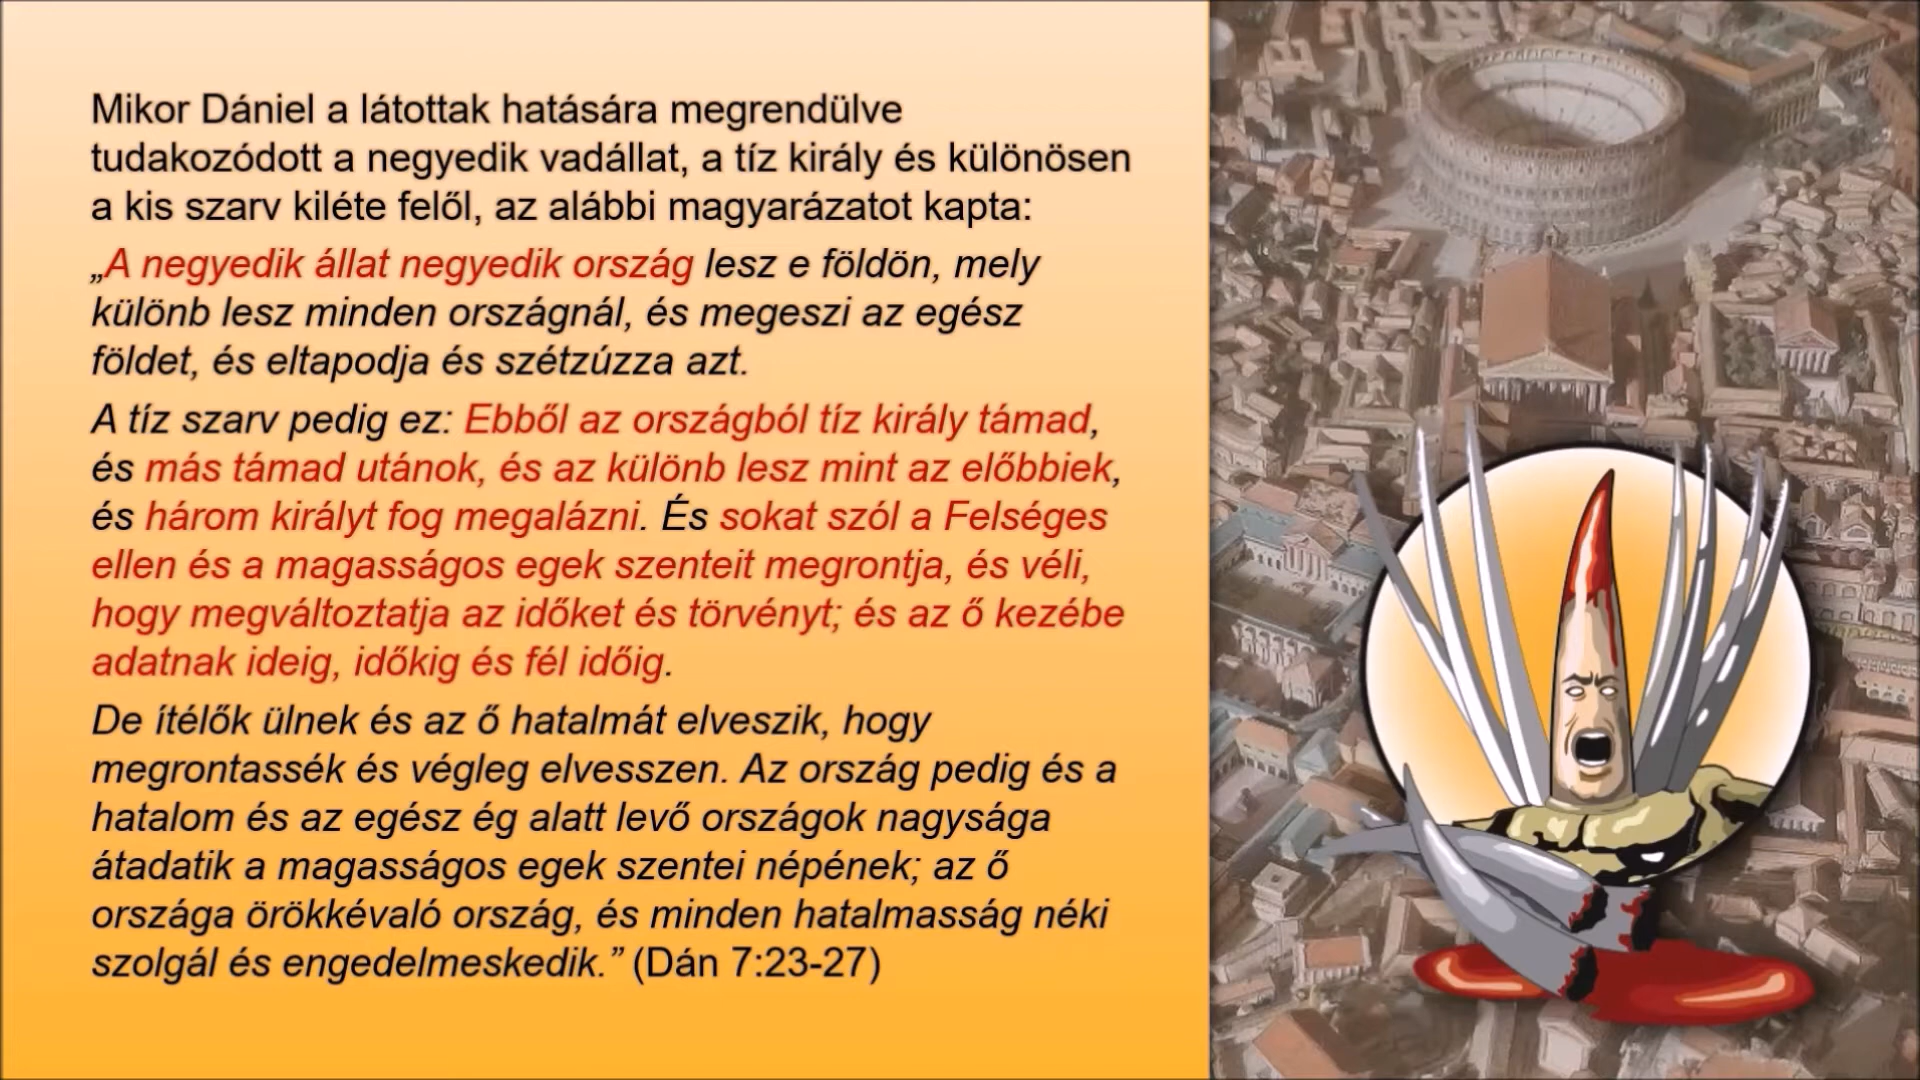 Mikor Dániel a látottak hatására megrendülve
tudakozódott a negyedik vadállat, a tíz király és különösen
a kis szarv kiléte felől, az alábbi magyarázatot kapta:
„A negyedik állat negyedik ország lesz e földön, mely
különb lesz minden országnál, és megeszi az egész
földet, és eltapodja és szétzúzza azt.
A tíz szarv pedig ez: Ebből az országból tíz király támad,
és más támad utánok, és az különb lesz mint az előbbiek,
és három királyt fog megalázni. És sokat szól a Felséges
ellen és a magasságos egek szenteit megrontja, és véli,
hogy megváltoztatja az időket és törvényt; és az ő kezébe
adatnak ideig, időkig és fél időig.
De ítélők ülnek és az ő hatalmát elveszik, hogy
megrontassék és végleg elvesszen. Az ország pedig és a
hatalom és az egész ég alatt levő országok nagysága
átadatik a magasságos egek szentei népének; az ő
országa örökkévaló ország, és minden hatalmasság néki
szolgál és engedelmeskedik.” (Dán 7:23-27)